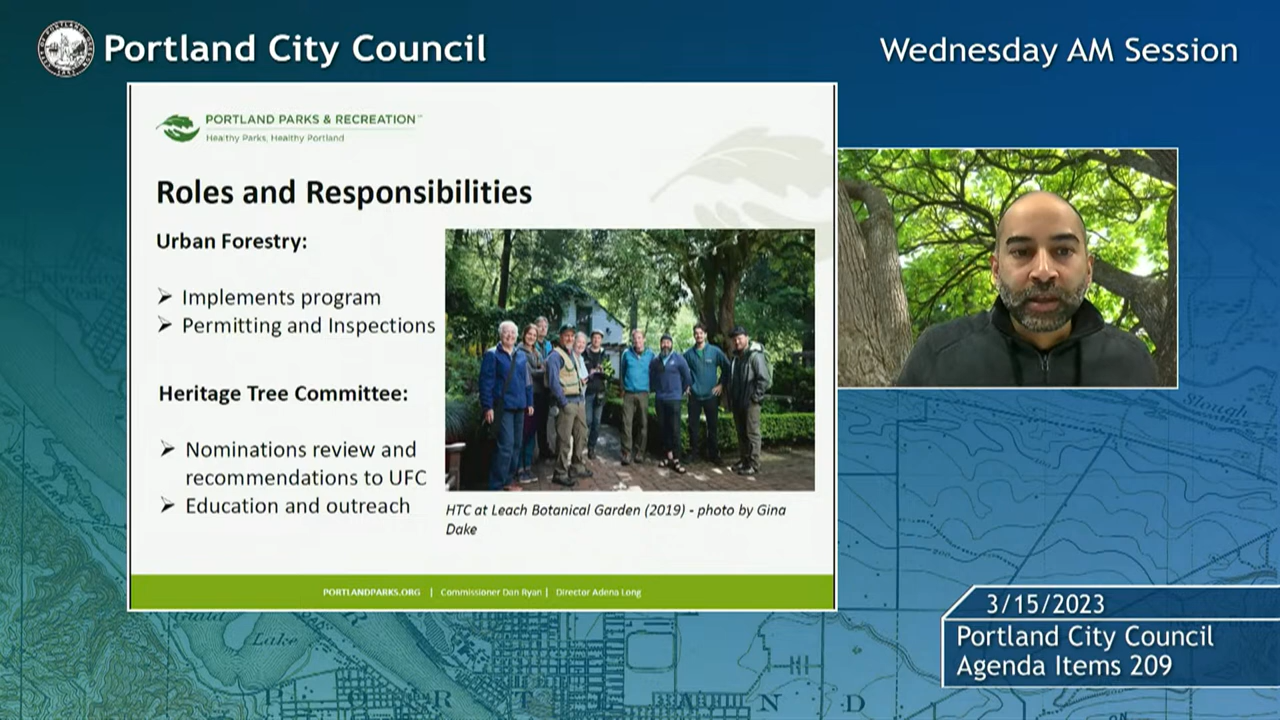 Portland City Council
Wednesday AM Session
PORTLAND PARKS & RECREATION
Healthy Parks, Healthy Portland
Roles and Responsibilities
Urban Forestry:
➢ Implements program
➢ Permitting and Inspections
Heritage Tree Committee:
➢ Nominations review and
recommendations to UFC
➢ Education and outreach
HTC at Leach Botanical Garden (2019) - photo by Gina
Dake
PORTLANDPARKS.ORG | Commissioner Dan Ryan | Director Adena Long
Slough
Guild
Lake
3/15/2023
Portland City Council
Agenda Items 209